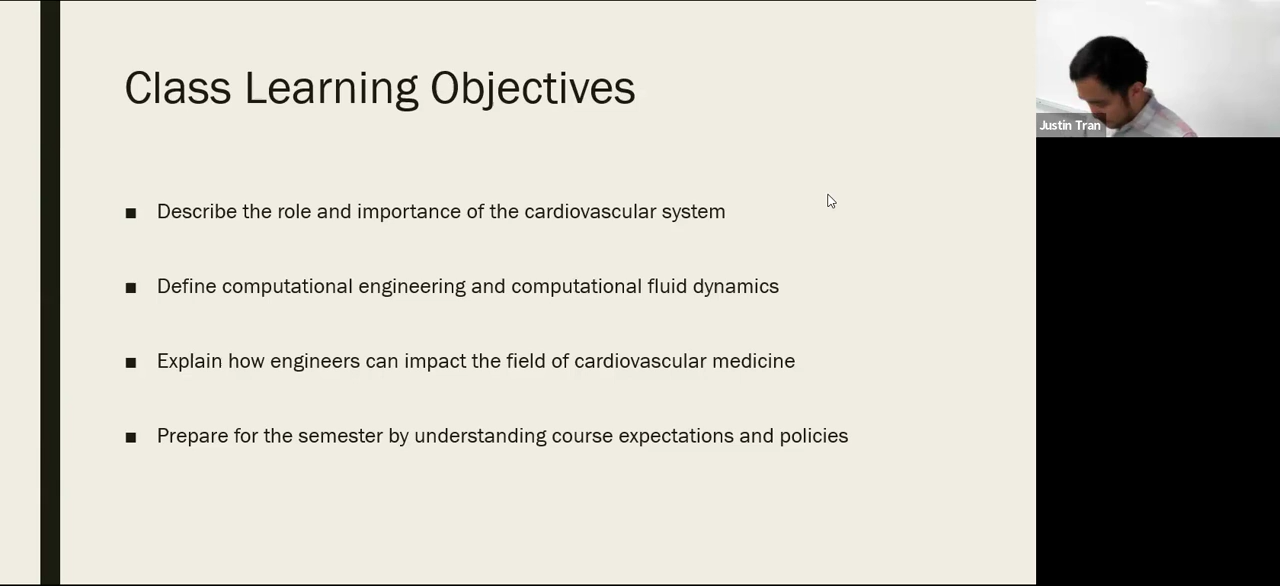 Class Learning Objectives
Describe the role and importance of the cardiovascular system
Define computational engineering and computational fluid dynamics
Explain how engineers can impact the field of cardiovascular medicine
Prepare for the semester by understanding course expectations and policies
Justin Tran